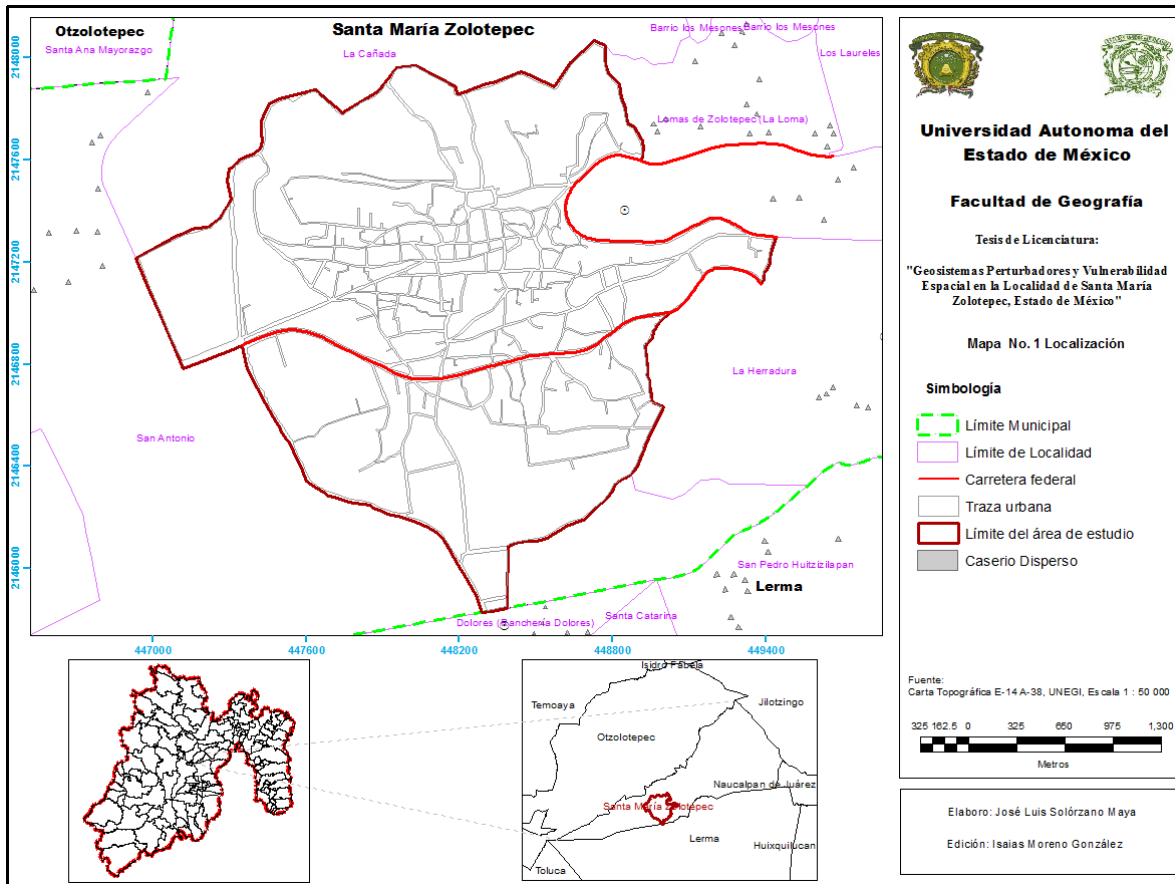 Otzolotepec
Santa María Zolotepec
Santa Ana Mayorazgo
La Cañada
Barrio los Mesones
Barrio los Mesones
Los Laureles
Lomas de Zolotepec (La Loma)
La Herradura
San Antonio
San Pedro Huitzizilapan
Lerma
Santa Catarina
Dolores (Ranchería Dolores)
2148000
2147600
2147200
2146800
2146400
2146000
447000
447600
448200
448800
449400
Isidro Fabela
Temoaya
Jilotzingo
Otzolotepec
Naucalpan de Juárez
Santa María Zolotepec
Lerma
Huixquilucan
Toluca
Universidad Autonoma del
Estado de México
Facultad de Geografía
Tesis de Licenciatura:
"Geosistemas Perturbadores y Vulnerabilidad
Espacial en la Localidad de Santa María
Zolotepec, Estado de México"
Mapa No. 1 Localización
Simbología
Límite Municipal
Límite de Localidad
Carretera federal
Traza urbana
Límite del área de estudio
Caserio Disperso
Fuente:
Carta Topográfica E-14 A-38, UNEGI, Escala 1 : 50 000
325 162.5 0 325 650 975 1,300
Metros
Elaboro: José Luis Solórzano Maya
Edición: Isaias Moreno González